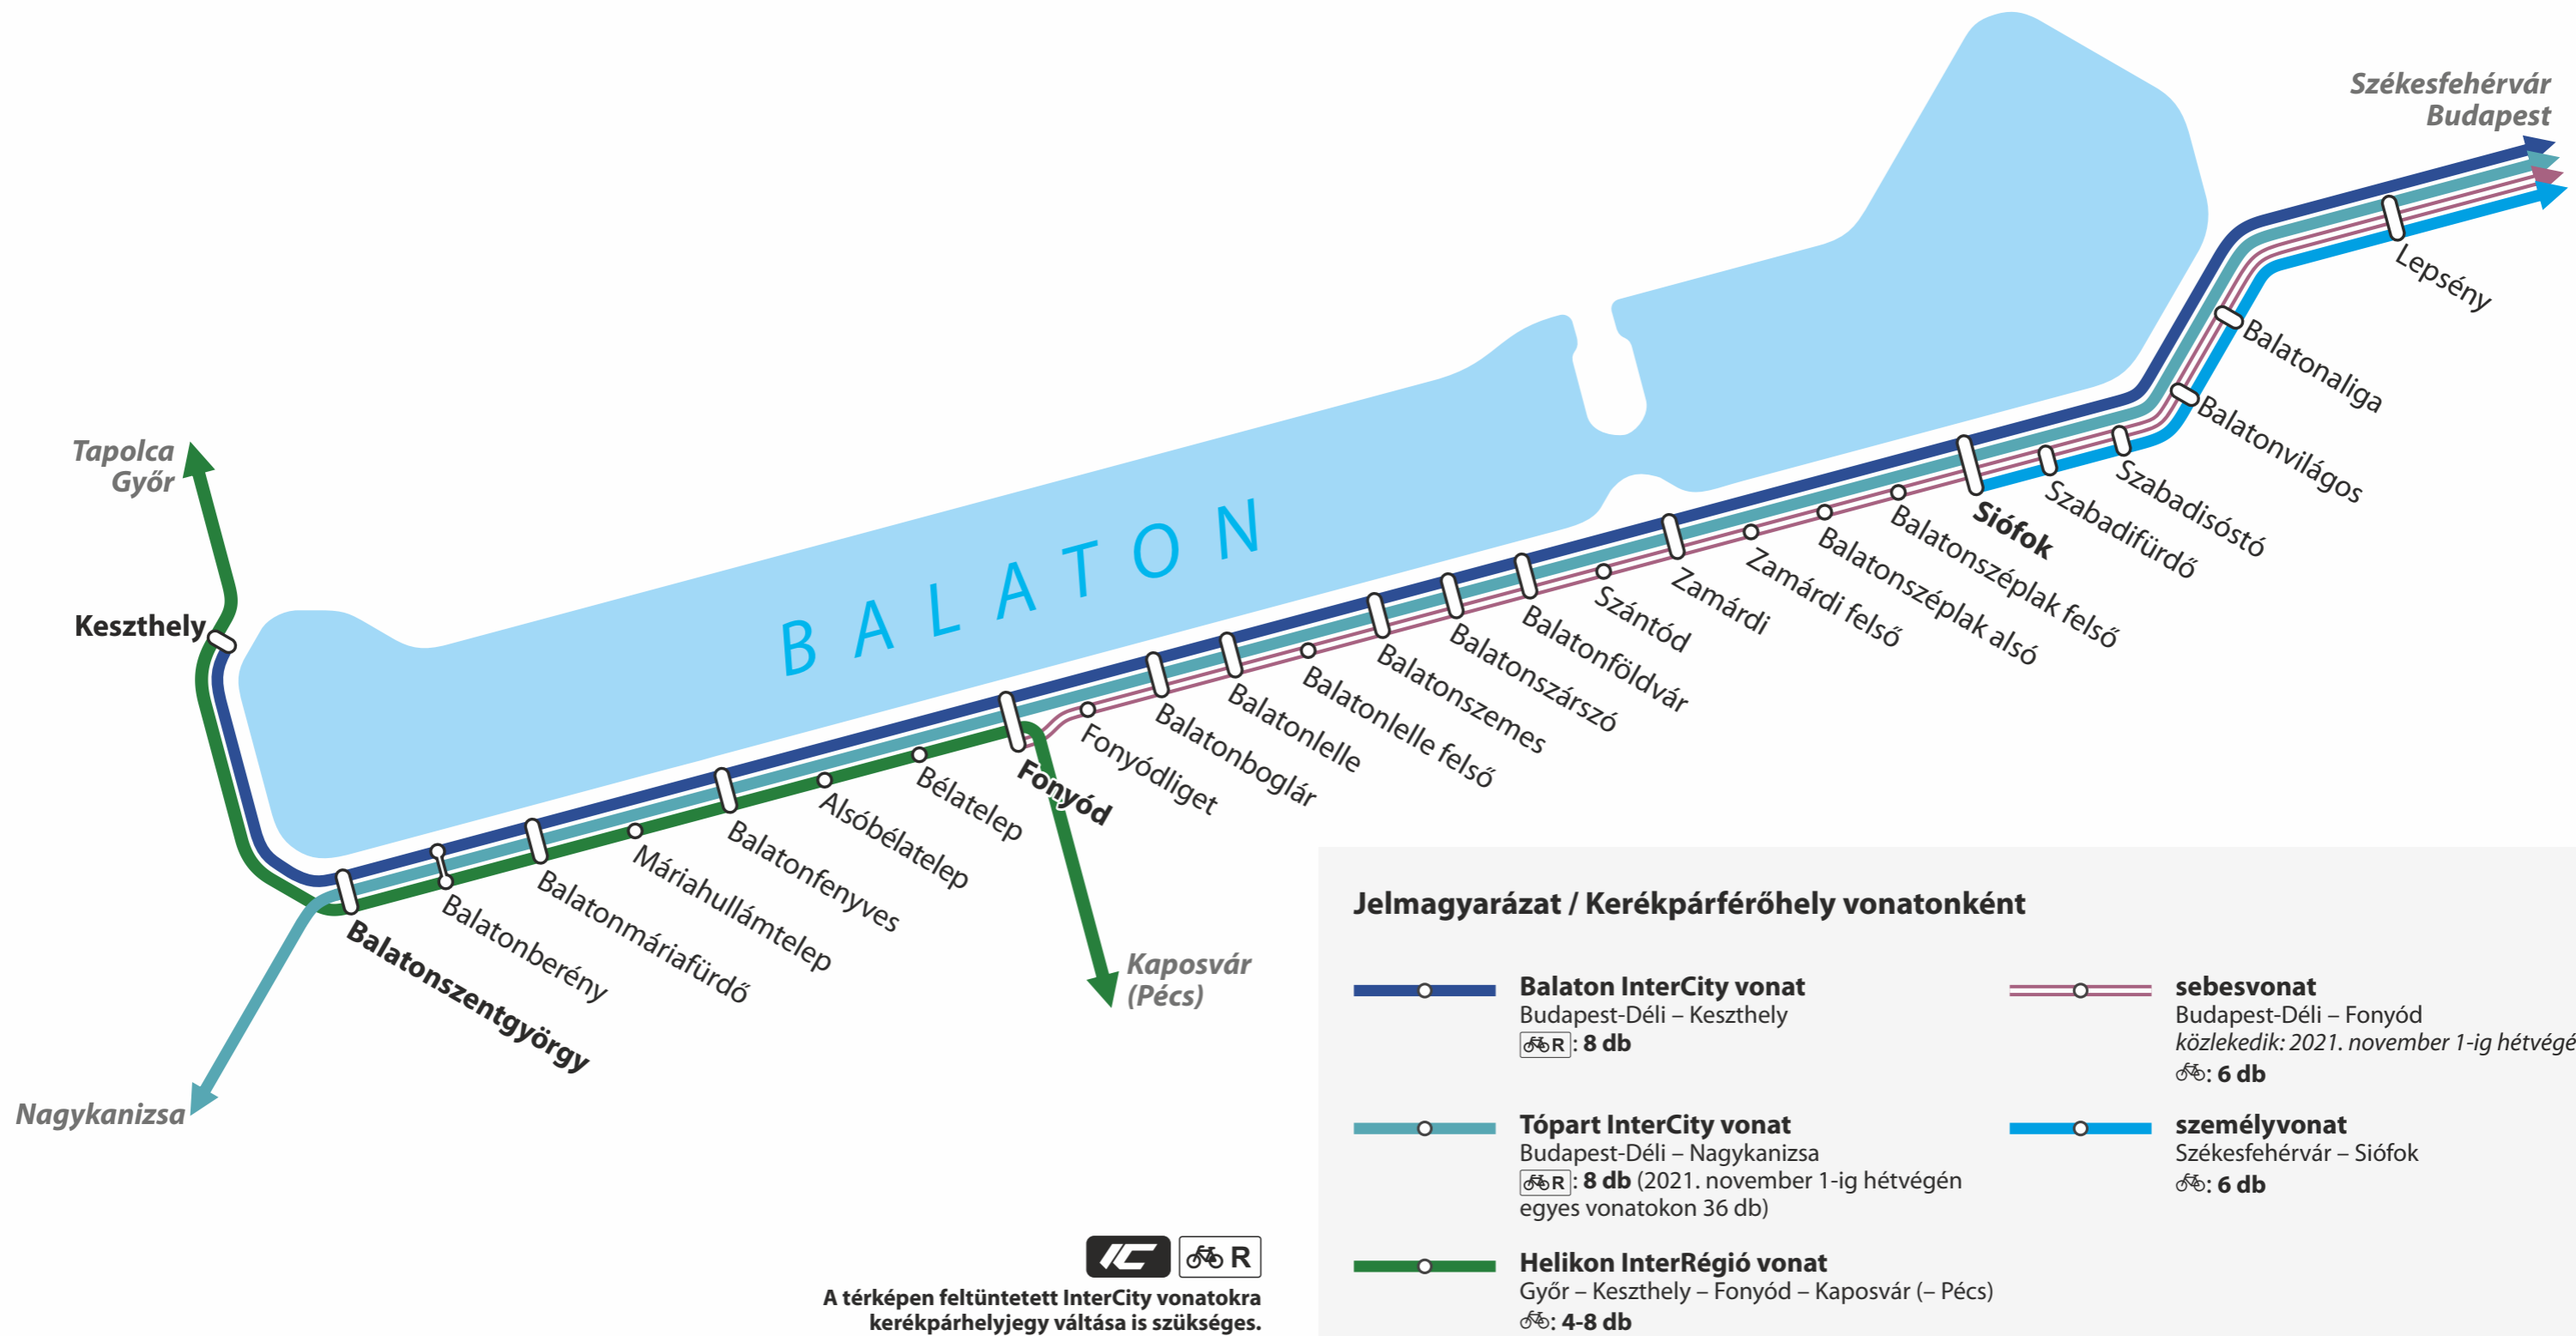 Székesfehérvár
Budapest
Lepsény
Balatonaliga
Balatonvilágos
Szabadisóstó
Szabadifürdő
Siófok
Balatonszéplak felső
Balatonszéplak alsó
Zamárdi felső
Zamárdi
Szántód
Balatonföldvár
Balatonszárszó
Balatonszemes
Balatonlelle felső
Balatonlelle
Balatonboglár
Fonyódliget
Fonyód
Bélatelep
Alsóbélatelep
Balatonfenyves
Máriahullámtelep
Balatonmáriafürdő
Balatonberény
Balatonszentgyörgy
Keszthely
Tapolca
Győr
Nagykanizsa
Kaposvár
(Pécs)
BALATON
Jelmagyarázat / Kerékpárférőhely vonatonként
Balaton InterCity vonat
Budapest-Déli – Keszthely
R: 8 db
Tópart InterCity vonat
Budapest-Déli – Nagykanizsa
R: 8 db (2021. november 1-ig hétvégén
egyes vonatokon 36 db)
Helikon InterRégió vonat
Győr – Keszthely – Fonyód – Kaposvár (– Pécs)
: 4-8 db
sebesvonat
Budapest-Déli – Fonyód
közlekedik: 2021. november 1-ig hétvégé
: 6 db
személyvonat
Székesfehérvár – Siófok
: 6 db
IC R
A térképen feltüntetett InterCity vonatokra
kerékpárhelyjegy váltása is szükséges.